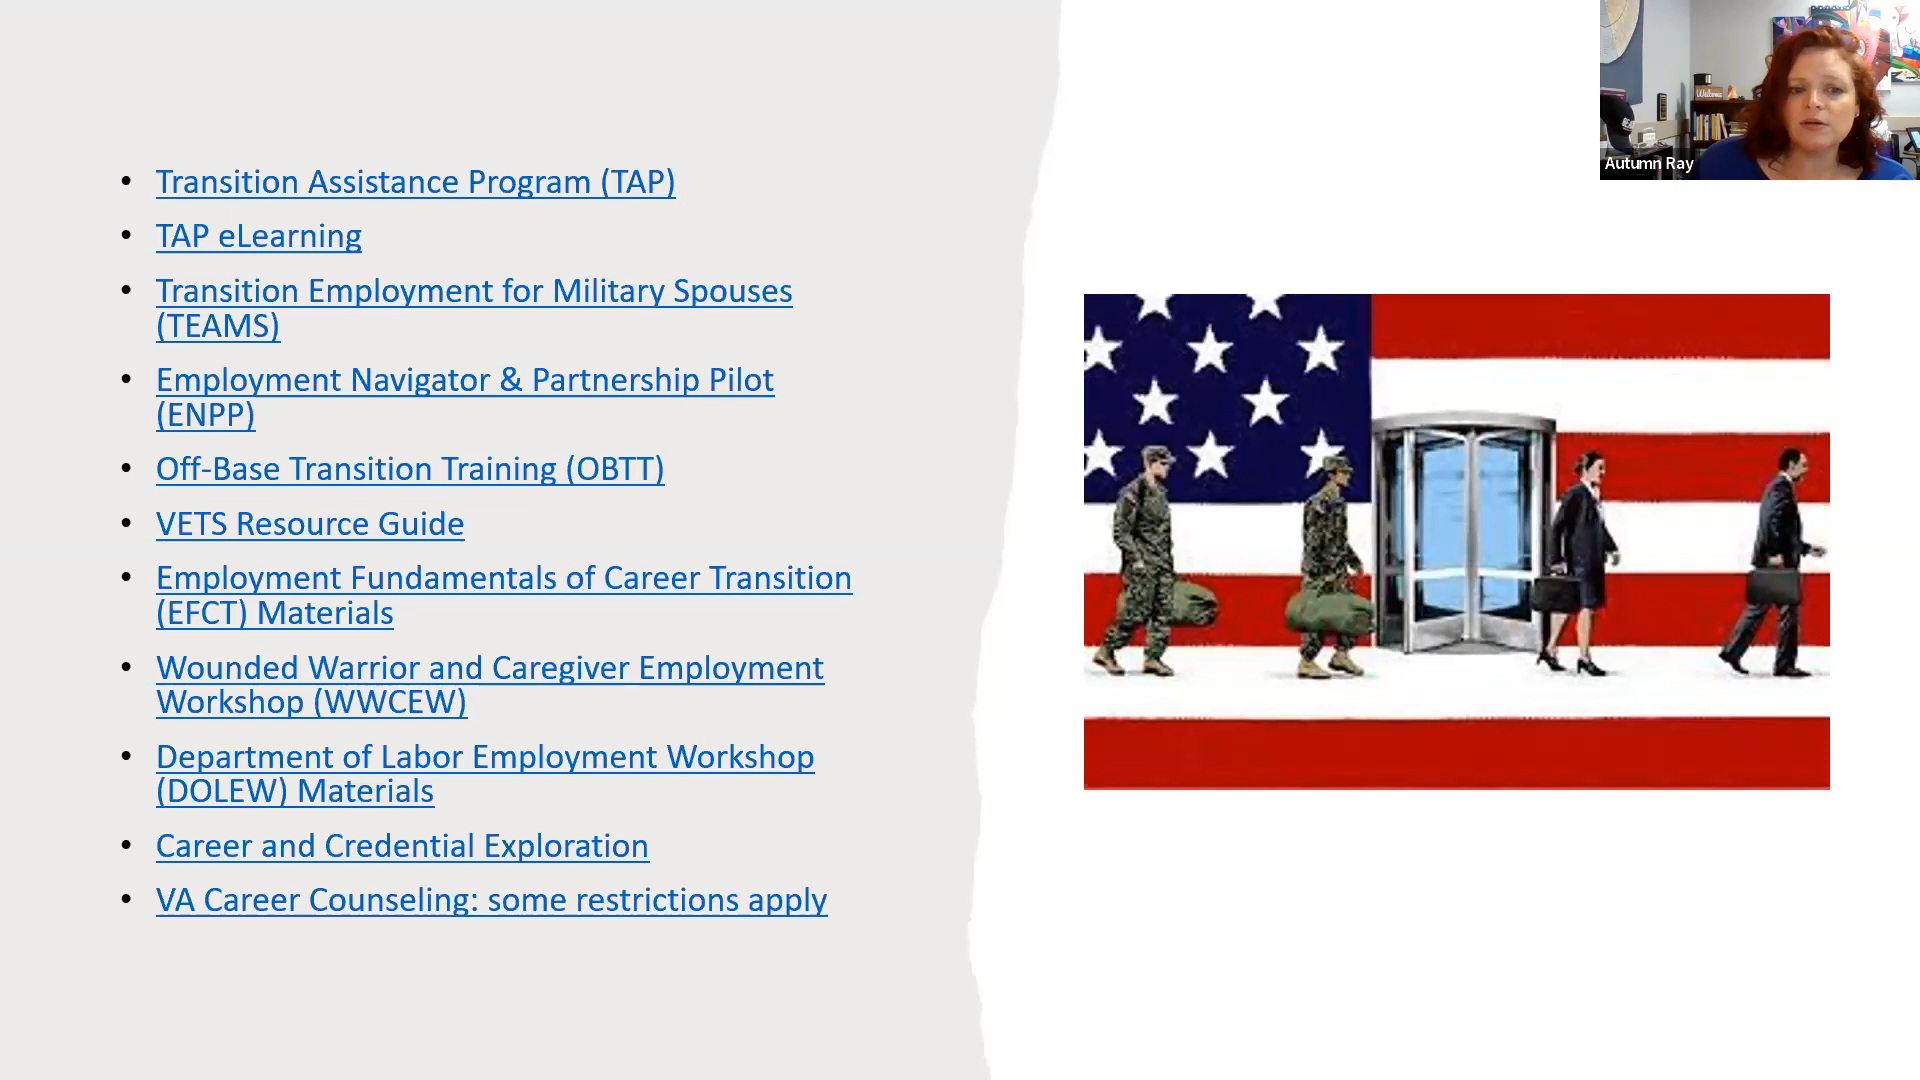 • Transition Assistance Program (TAP)
• TAP eLearning
• Transition Employment for Military Spouses
(TEAMS)
• Employment Navigator & Partnership Pilot
(ENPP)
• Off-Base Transition Training (OBTT)
• VETS Resource Guide
• Employment Fundamentals of Career Transition
(EFCT) Materials
• Wounded Warrior and Caregiver Employment
Workshop (WWCEW)
• Department of Labor Employment Workshop
(DOLEW) Materials
• Career and Credential Exploration
• VA Career Counseling: some restrictions apply
Welcome
Autumn Ray